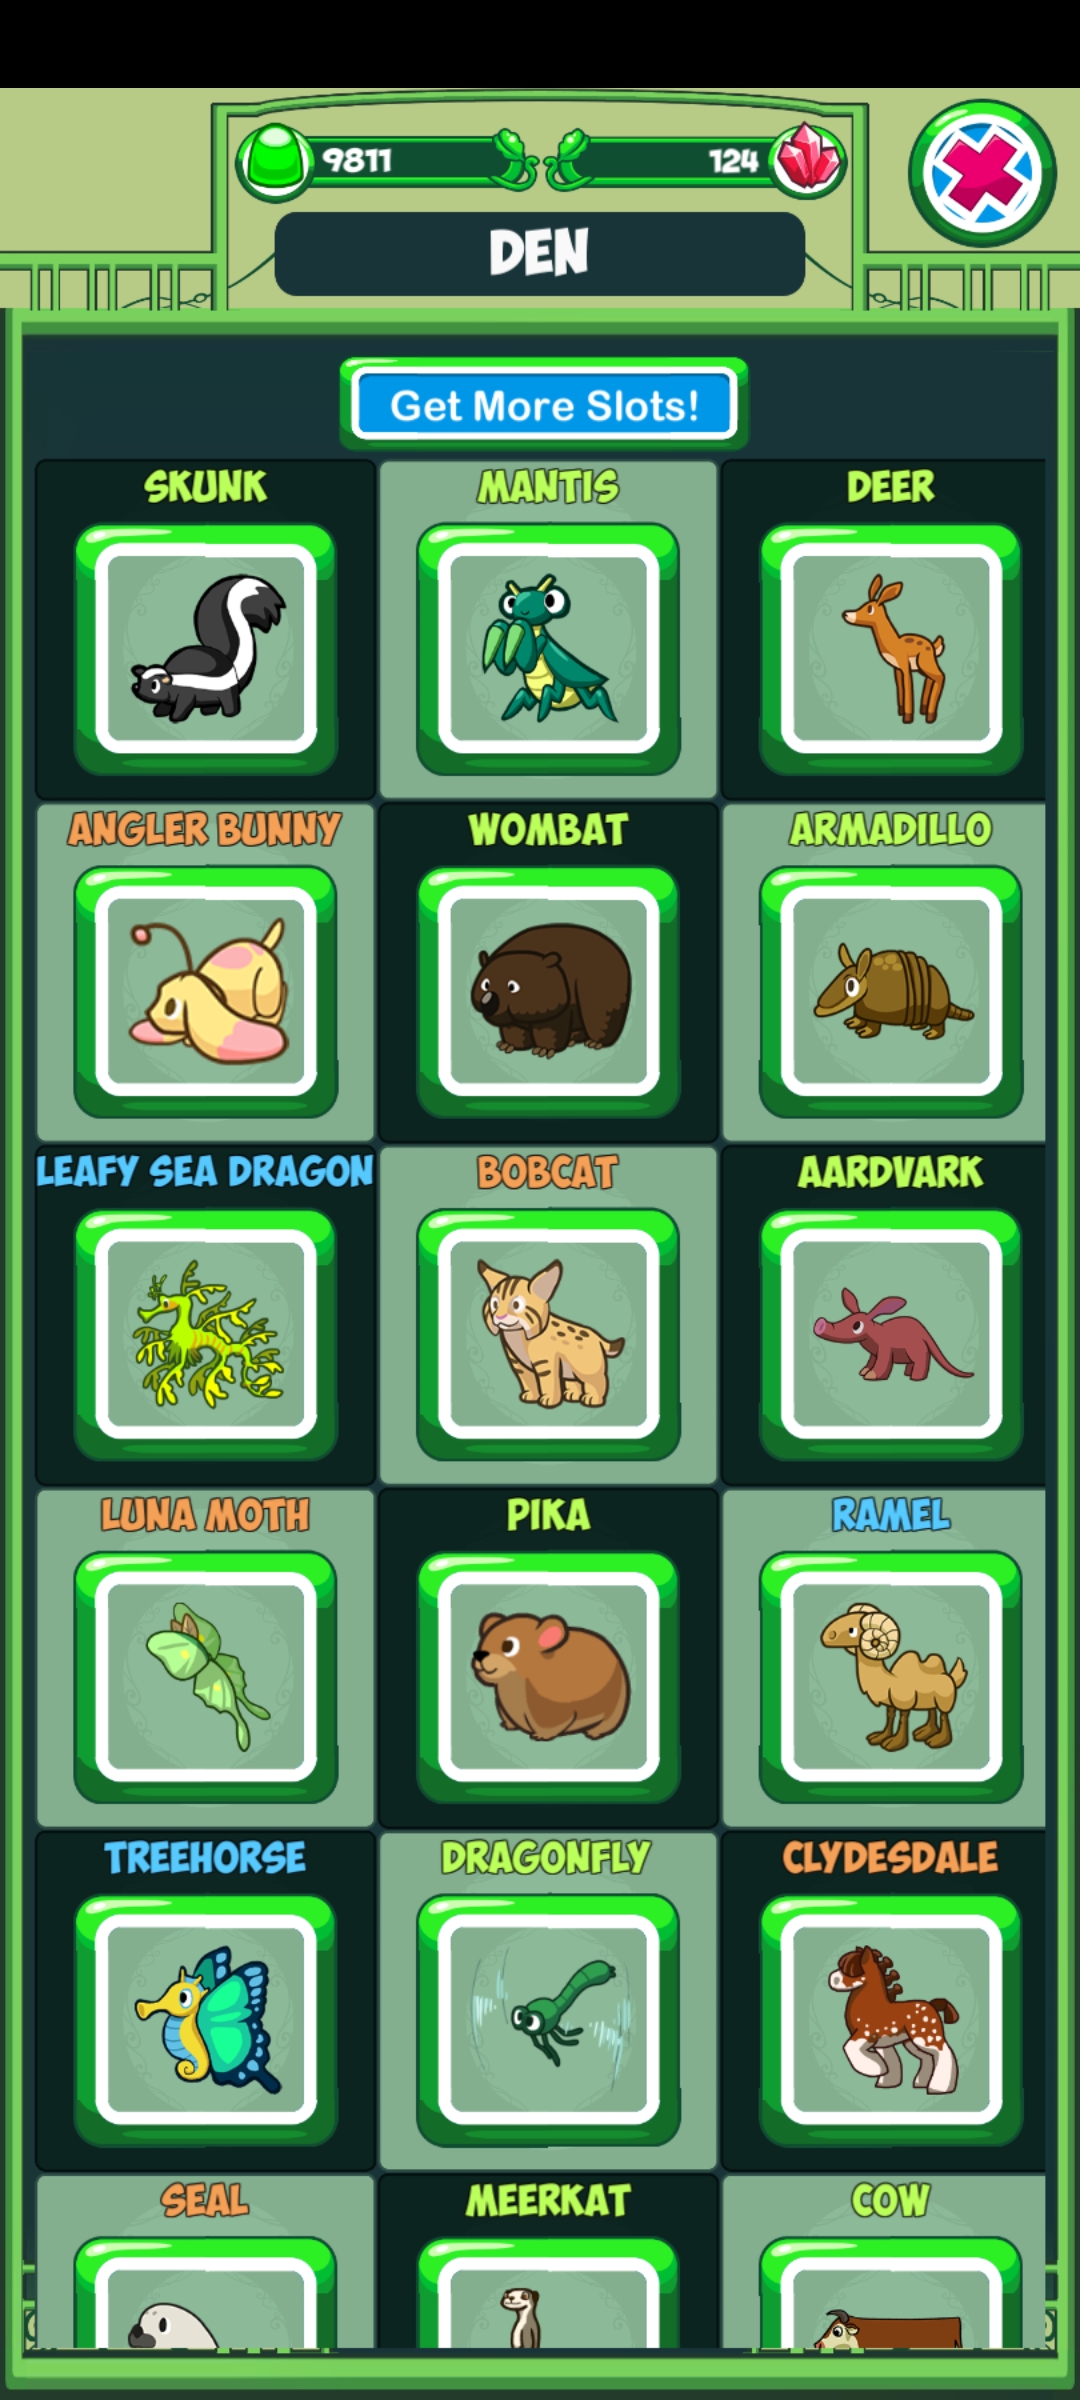 9811
124
DEN
Get More Slots!
SKUNK
MANTIS
DEER
ANGLER BUNNY
WOMBAT
ARMADILLO
LEAFY SEA DRAGON
BOBCAT
AARDVARK
LUNA MOTH
PIKA
RAMEL
TREEHORSE
DRAGONFLY
CLYDESDALE
SEAL
MEERKAT
COW